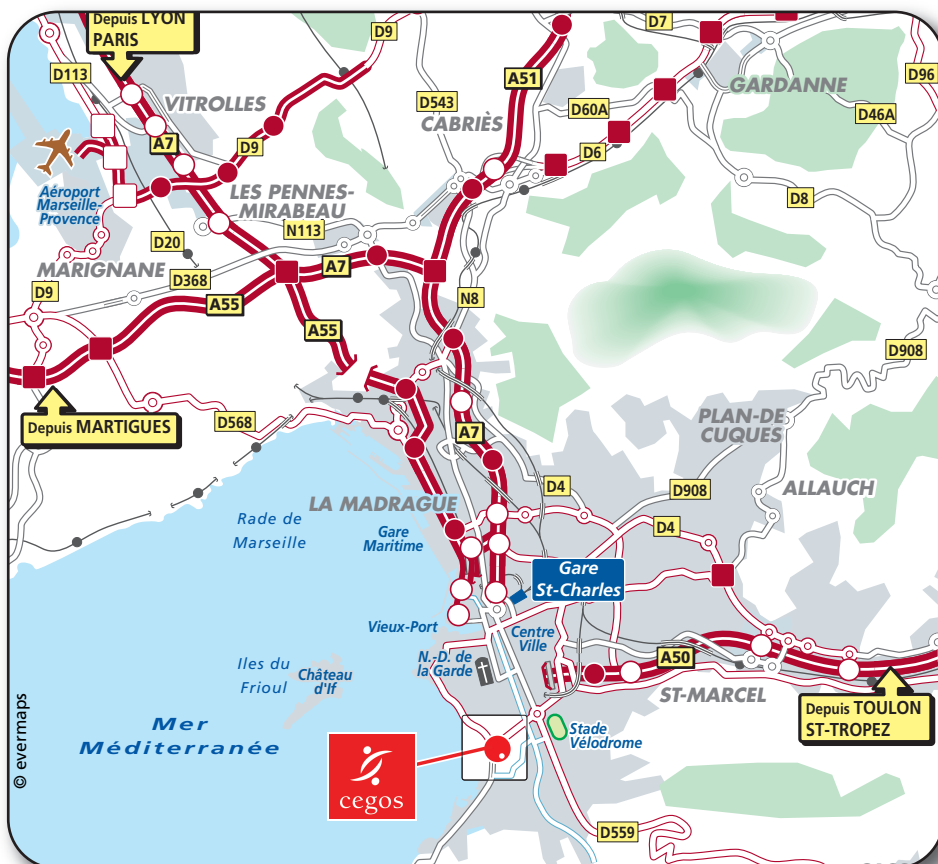 Depuis LYON
PARIS
D113
VITROLLES
A7
D9
D9
A51
D543
CABRIÈS
D7
GARDANNE
D96
D60A
D46A
D6
D8
Aéroport
Marseille-
Provence
LES PENNES-
MIRABEAU
N113
D20
MARIGNANE
D368
A7
D9
A55
N8
A55
D908
Depuis MARTIGUES
D568
A7
PLAN-DE
CUQUES
D4
D908
ALLAUCH
LA MADRAGUE
D4
Rade de
Marseille
Gare
Maritime
Gare
St-Charles
Vieux-Port
Centre
Ville
N.-D. de
la Garde
A50
Iles du
Frioul
Château
d'If
ST-MARCEL
Depuis TOULON
ST-TROPEZ
Mer
Méditerranée
Stade
Vélodrome
cegos
D559
© evermaps